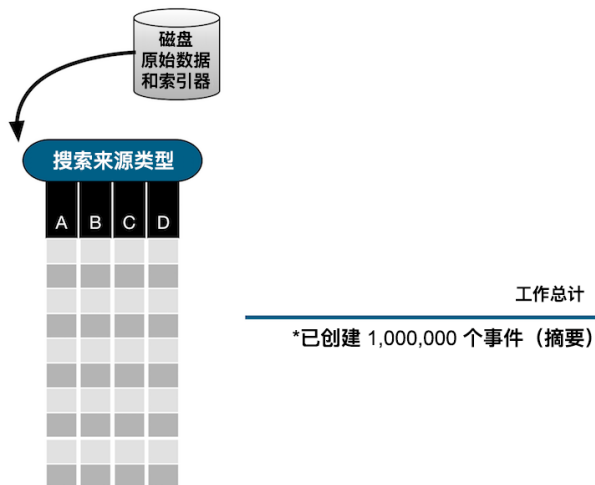 磁盘
原始数据
和索引器
搜索来源类型
A B C D
工作总计
*已创建 1,000,000 个事件（摘要）